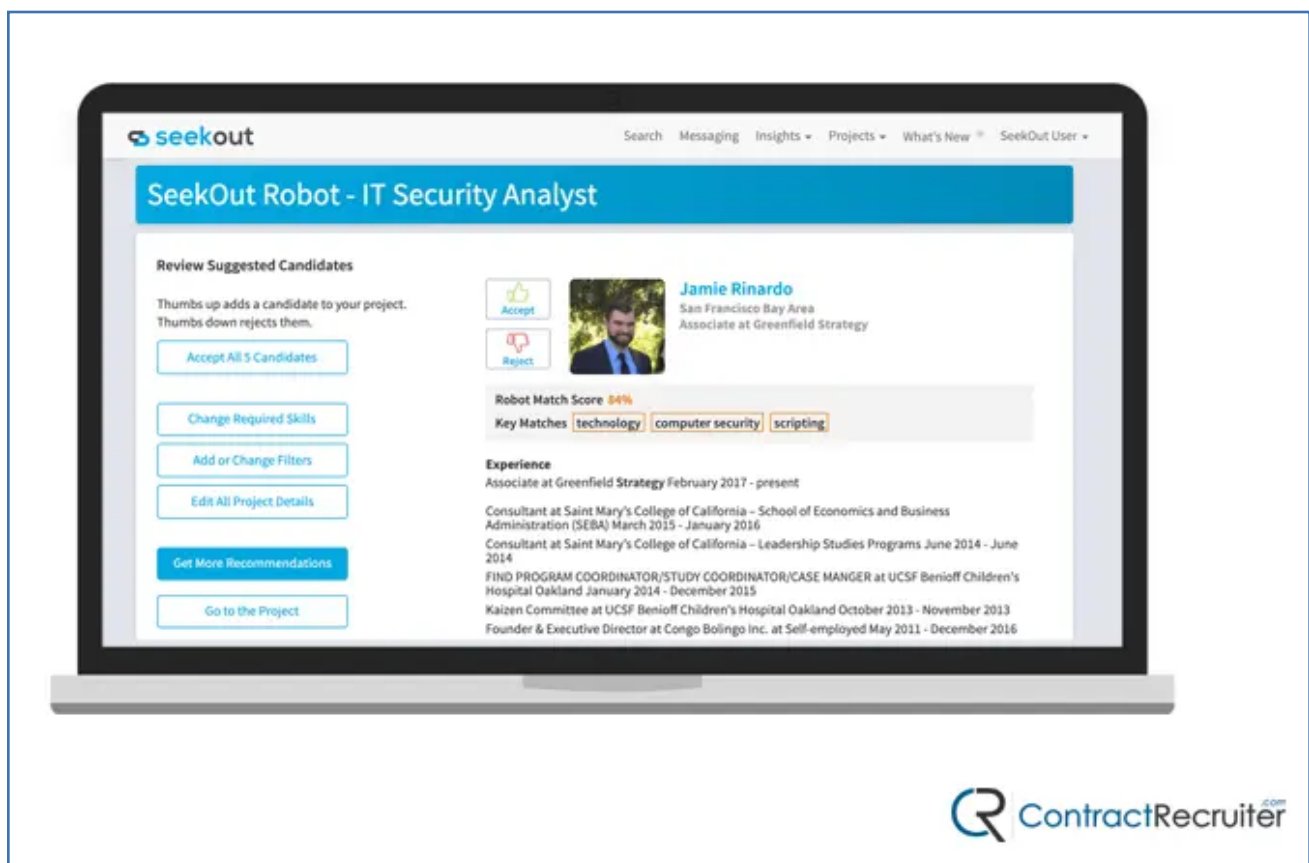 seekout
Search Messaging Insights Projects What's New SeekOut User
SeekOut Robot - IT Security Analyst
Review Suggested Candidates
Thumbs up adds a candidate to your project.
Thumbs down rejects them.
Accept All 5 Candidates
Change Required Skills
Add or Change Filters
Edit All Project Details
Get More Recommendations
Go to the Project
Accept
Reject
Jamie Rinardo
San Francisco Bay Area
Associate at Greenfield Strategy
Robot Match Score 84%
Key Matches technology computer security scripting
Experience
Associate at Greenfield Strategy February 2017 - present
Consultant at Saint Mary's College of California – School of Economics and Business
Administration (SEBA) March 2015 - January 2016
Consultant at Saint Mary's College of California – Leadership Studies Programs June 2014 - June
2014
FIND PROGRAM COORDINATOR/STUDY COORDINATOR/CASE MANGER at UCSF Benioff Children's
Hospital Oakland January 2014 - December 2015
Kaizen Committee at UCSF Benioff Children's Hospital Oakland October 2013 - November 2013
Founder & Executive Director at Congo Bolingo Inc. at Self-employed May 2011 - December 2016
CR ContractRecruiter.com